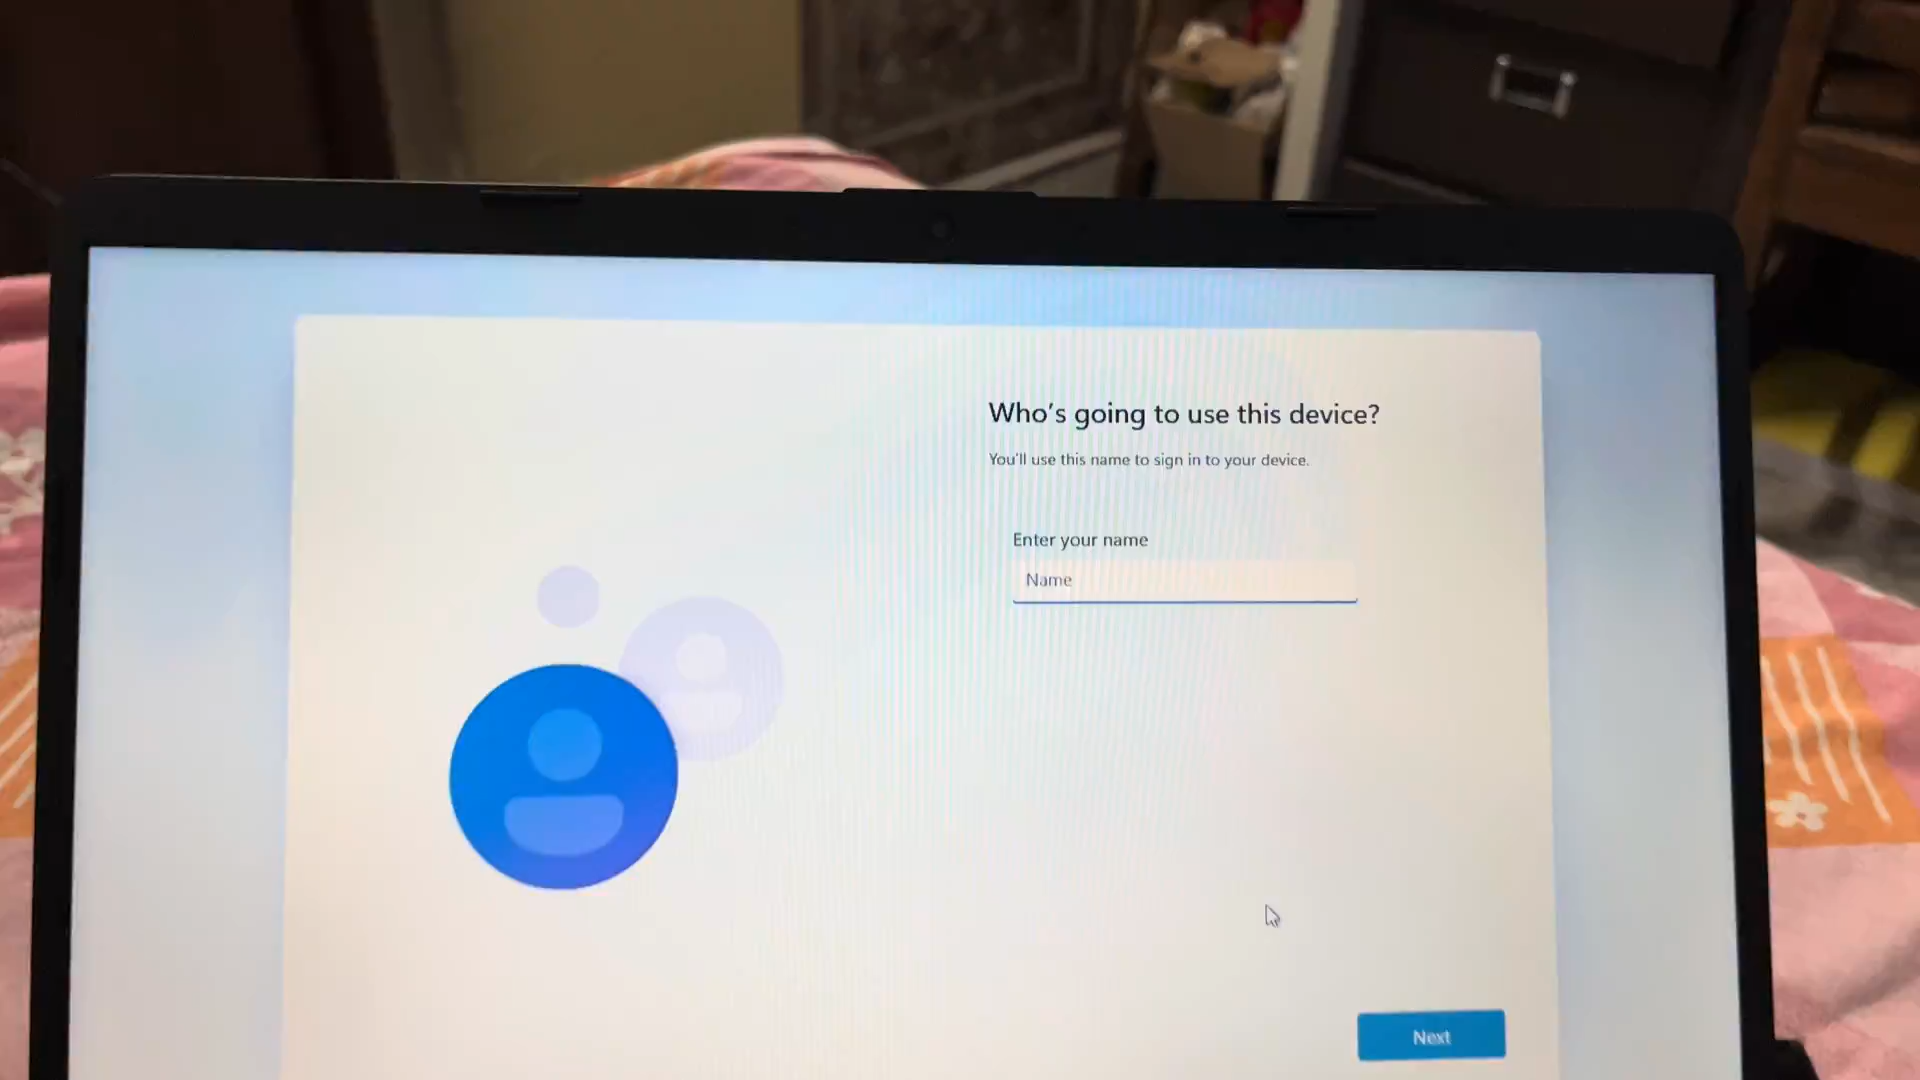 Who's going to use this device?
You'll use this name to sign in to your device.
Enter your name
Name
Next